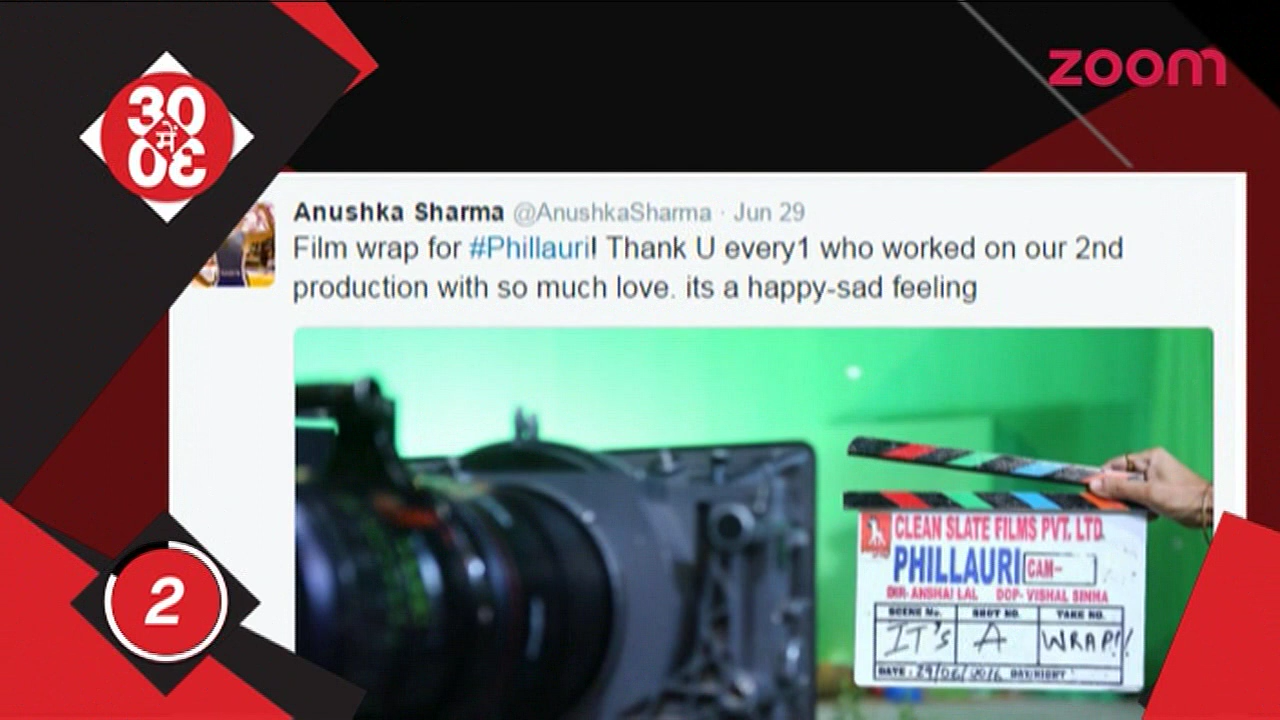 30
में
30
zoom
Anushka Sharma @AnushkaSharma · Jun 29
Film wrap for #Phillauri! Thank U every1 who worked on our 2nd
production with so much love. its a happy-sad feeling
CLEAN SLATE FILMS PVT. LTD.
PHILLAURI CAM-
DIR- ANSHAI LAL DOP- VISHAL SINHA
SCENE No. SHOT NO. TAKE NO.
IT's A WRAP!!
DATE : 29/06/2016 DAY/NIGHT
2